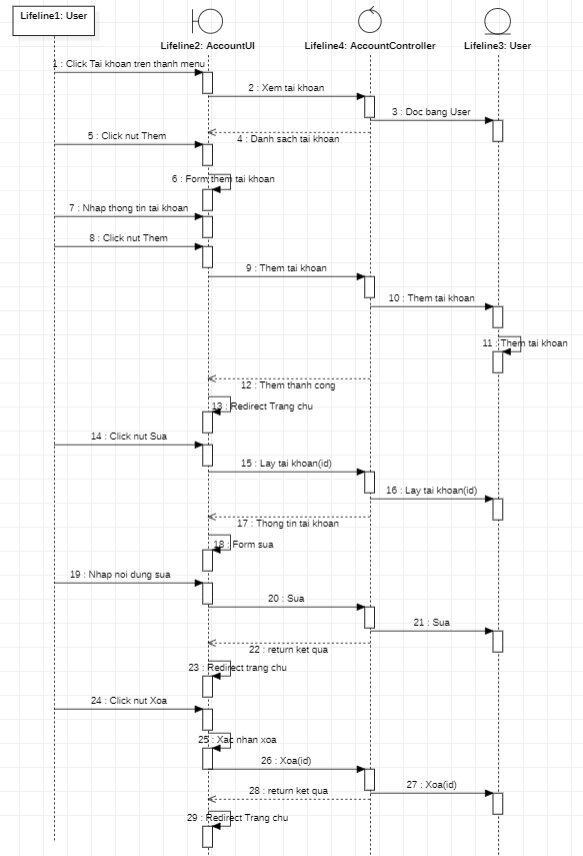 Lifeline1: User
Lifeline2: AccountUI
Lifeline4: AccountController
Lifeline3: User
1 : Click Tai khoan tren thanh menu
2 : Xem tai khoan
3 : Doc bang User
4 : Danh sach tai khoan
5 : Click nut Them
6 : Form them tai khoan
7 : Nhap thong tin tai khoan
8 : Click nut Them
9 : Them tai khoan
10 : Them tai khoan
11 : Them tai khoan
12 : Them thanh cong
13 : Redirect Trang chu
14 : Click nut Sua
15 : Lay tai khoan(id)
16 : Lay tai khoan(id)
17 : Thong tin tai khoan
18 : Form sua
19 : Nhap noi dung sua
20 : Sua
21 : Sua
22 : return ket qua
23 : Redirect trang chu
24 : Click nut Xoa
25 : Xac nhan xoa
26 : Xoa(id)
27 : Xoa(id)
28 : return ket qua
29 : Redirect Trang chu